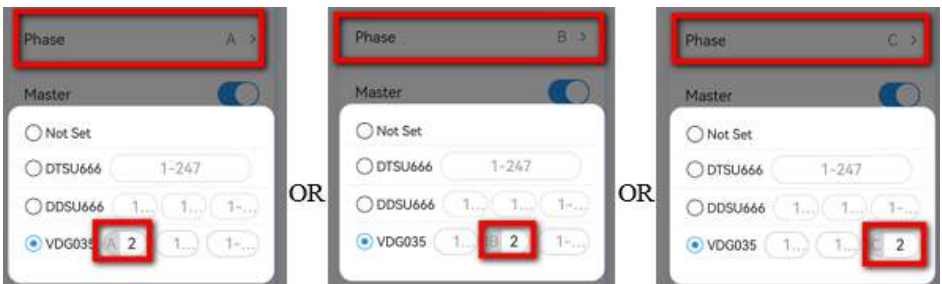 Phase A >
Master
Not Set
DTSU666 1-247
DDSU666 1... 1... 1-...
VDG035 A 2 1... 1-...
OR
Phase B >
Master
Not Set
DTSU666 1-247
DDSU666 1... 1... 1-...
VDG035 1... B 2 1-...
OR
Phase C >
Master
Not Set
DTSU666 1-247
DDSU666 1... 1... 1-...
VDG035 1... 1... C 2